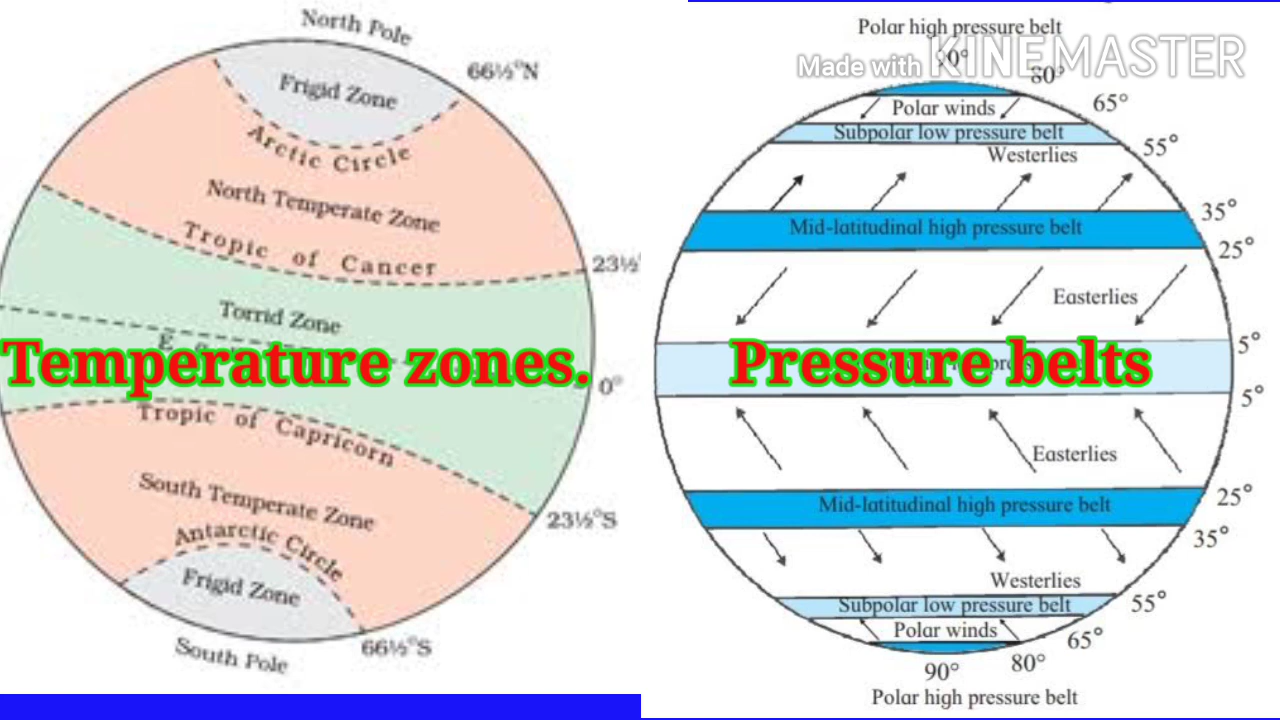 North Pole
66½°N
Frigid Zone
Arctic Circle
North Temperate Zone
Tropic of Cancer
23½°
Torrid Zone
E
Temperature zones.
0°
Tropic of Capricorn
South Temperate Zone
23½°S
Antarctic Circle
Frigid Zone
66½°S
South Pole
Polar high pressure belt
Made with KINEMASTER
90°
80°
Polar winds
65°
Subpolar low pressure belt
Westerlies
55°
35°
Mid-latitudinal high pressure belt
25°
Easterlies
5°
Pressure belts
5°
Easterlies
25°
Mid-latitudinal high pressure belt
35°
Westerlies
55°
Subpolar low pressure belt
Polar winds
65°
80°
90°
Polar high pressure belt